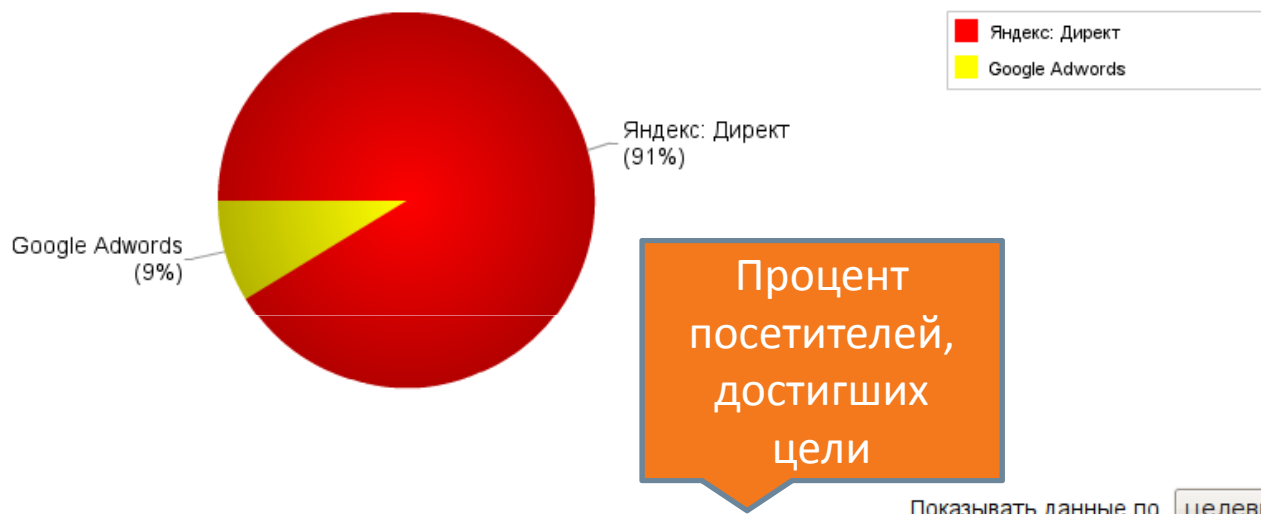 Яндекс: Директ
Google Adwords
Яндекс: Директ
(91%)
Google Adwords
(9%)
Процент
посетителей,
достигших
цели
Показывать данные по